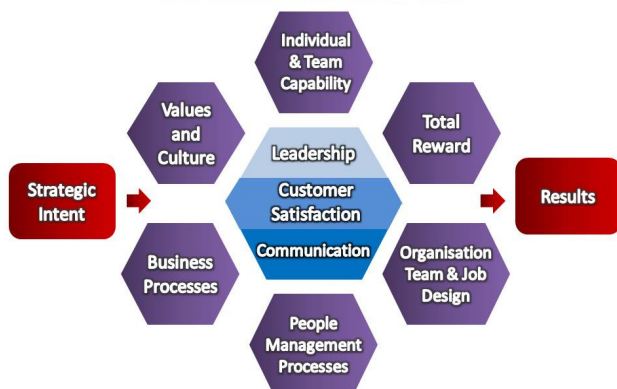 Individual
& Team
Capability
Values
and
Culture
Total
Reward
Leadership
Customer
Satisfaction
Communication
Strategic
Intent
Results
Business
Processes
Organisation
Team & Job
Design
People
Management
Processes